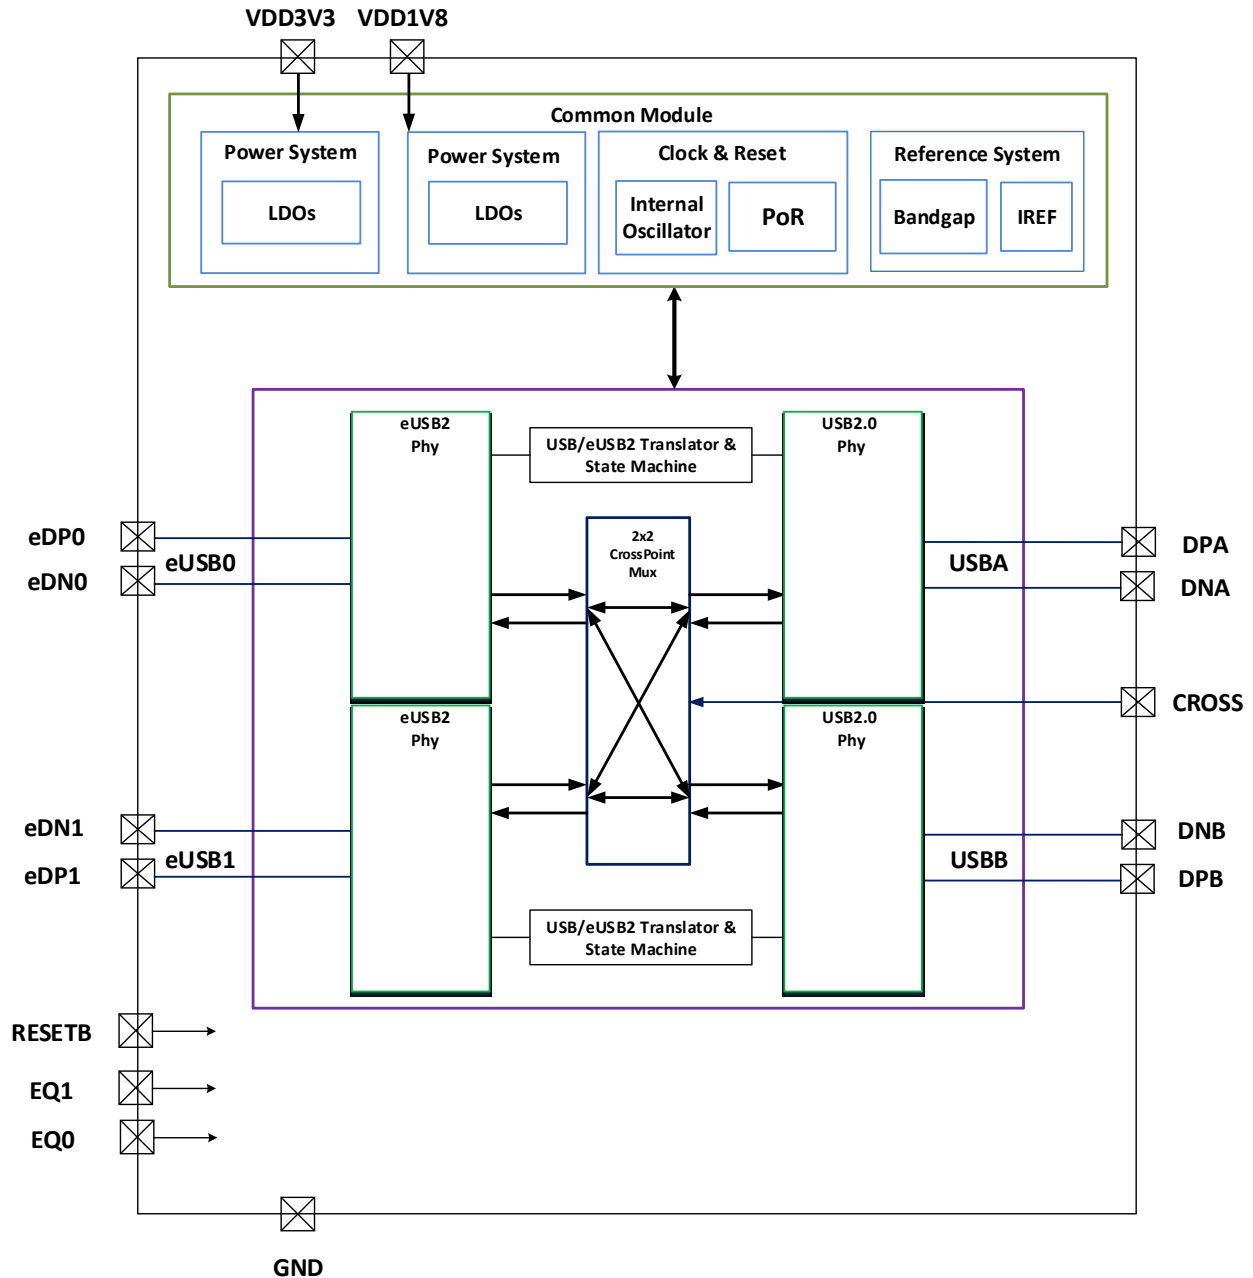 VDD3V3 VDD1V8
Common Module
Power System
LDOs
Power System
LDOs
Clock & Reset
Internal
Oscillator
PoR
Reference System
Bandgap
IREF
eUSB2
Phy
USB/eUSB2 Translator &
State Machine
USB2.0
Phy
2x2
CrossPoint
Mux
eDP0
eDN0
eUSB0
USBA
DPA
DNA
CROSS
eUSB2
Phy
USB2.0
Phy
eDN1
eDP1
eUSB1
USBB
DNB
DPB
USB/eUSB2 Translator &
State Machine
RESETB
EQ1
EQ0
GND